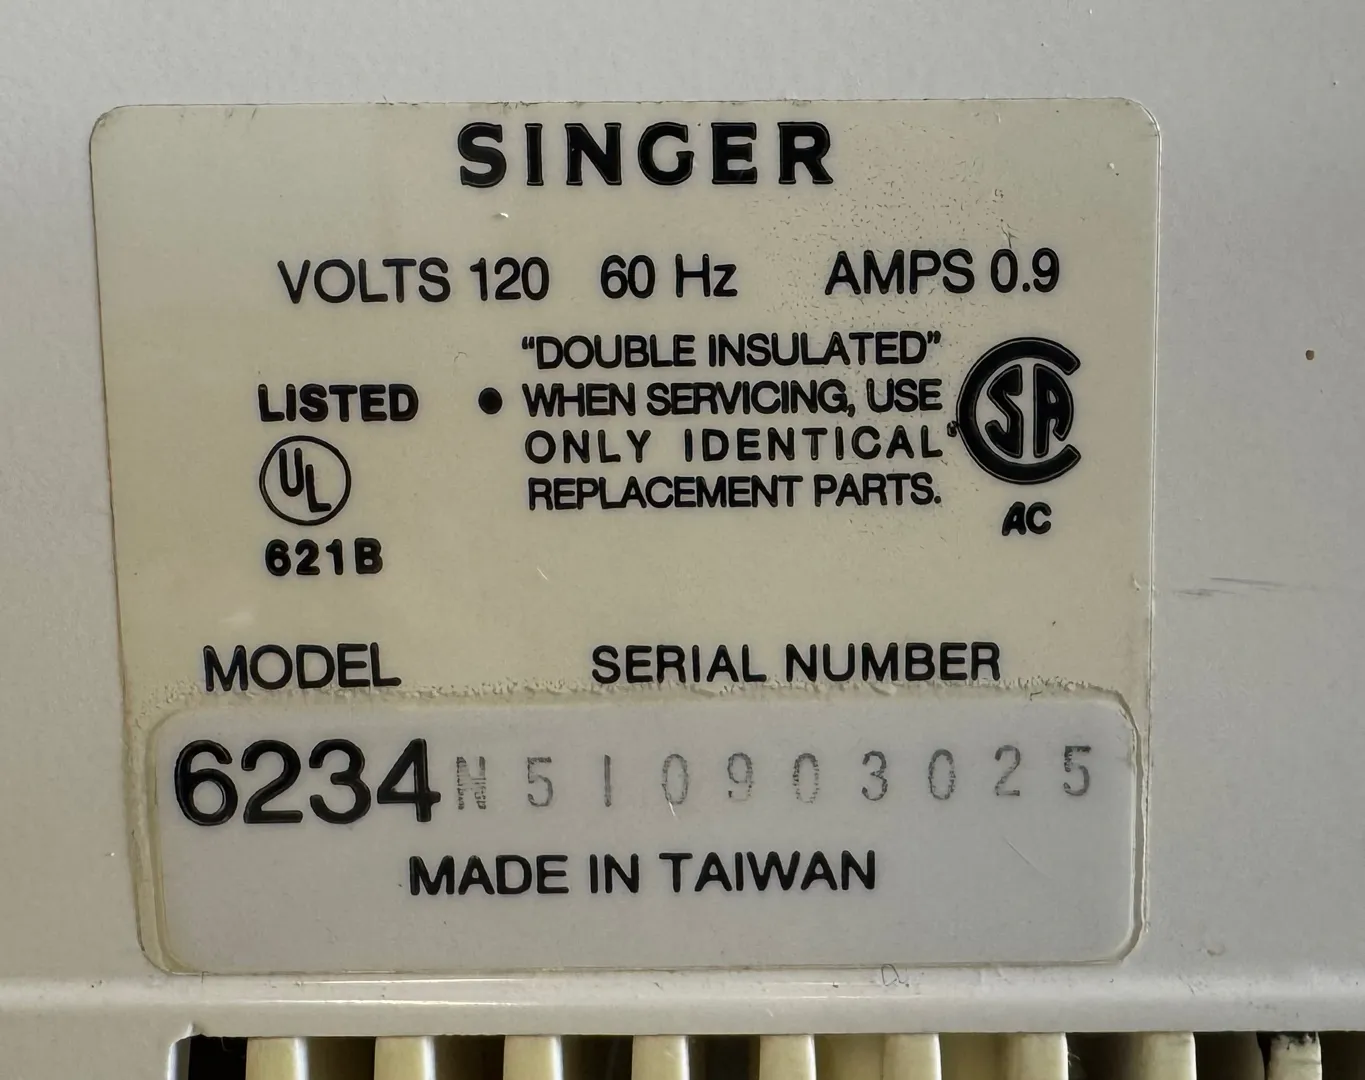 SINGER
VOLTS 120 60 Hz AMPS 0.9
"DOUBLE INSULATED"
LISTED • WHEN SERVICING, USE
ONLY IDENTICAL
REPLACEMENT PARTS.
UL
621B
CSA
AC
MODEL SERIAL NUMBER
6234 N510903025
MADE IN TAIWAN